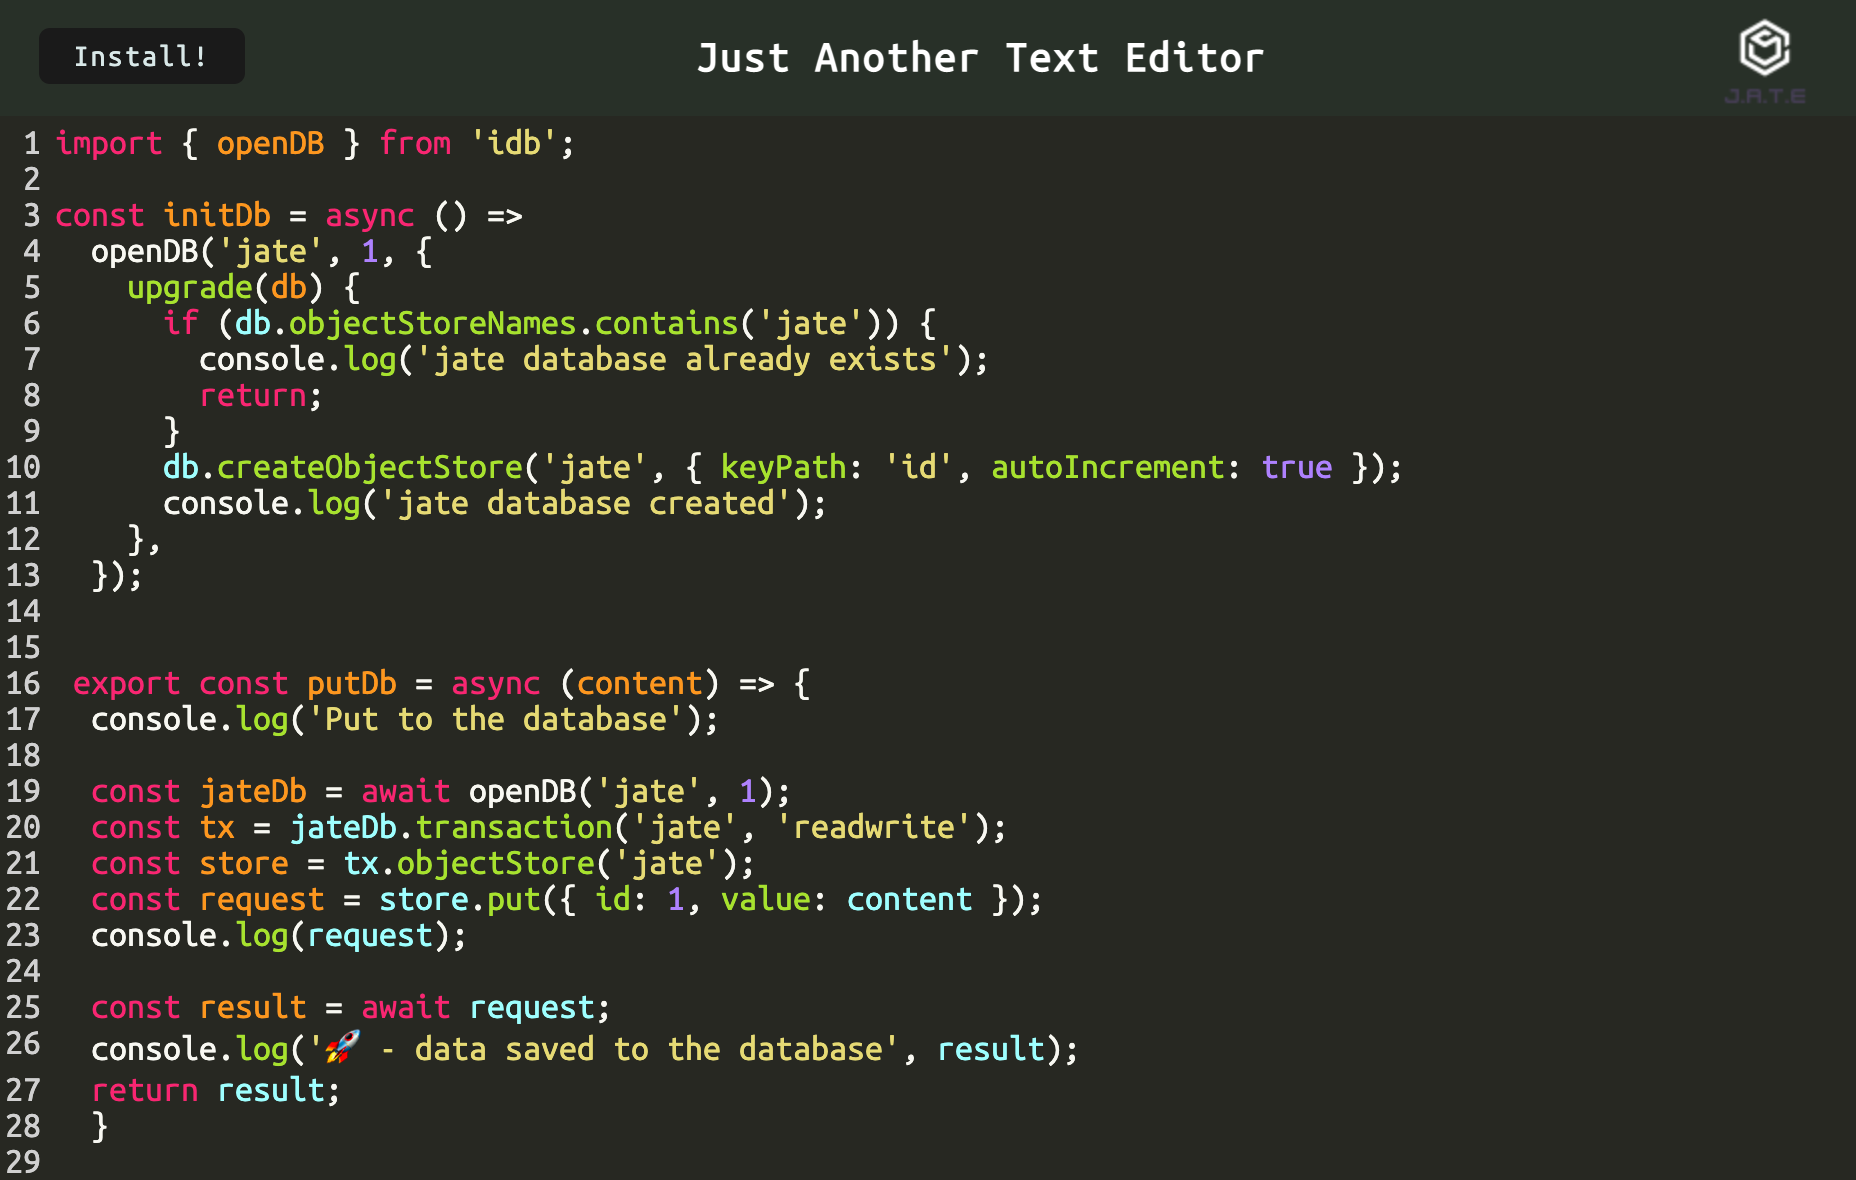 Install!
Just Another Text Editor
J.A.T.E
1 import { openDB } from 'idb';
2
3 const initDb = async () =>
4   openDB('jate', 1, {
5     upgrade(db) {
6       if (db.objectStoreNames.contains('jate')) {
7         console.log('jate database already exists');
8         return;
9       }
10       db.createObjectStore('jate', { keyPath: 'id', autoIncrement: true });
11       console.log('jate database created');
12     },
13   });
14
15
16  export const putDb = async (content) => {
17   console.log('Put to the database');
18
19   const jateDb = await openDB('jate', 1);
20   const tx = jateDb.transaction('jate', 'readwrite');
21   const store = tx.objectStore('jate');
22   const request = store.put({ id: 1, value: content });
23   console.log(request);
24
25   const result = await request;
26   console.log('🚀 - data saved to the database', result);
27   return result;
28   }
29